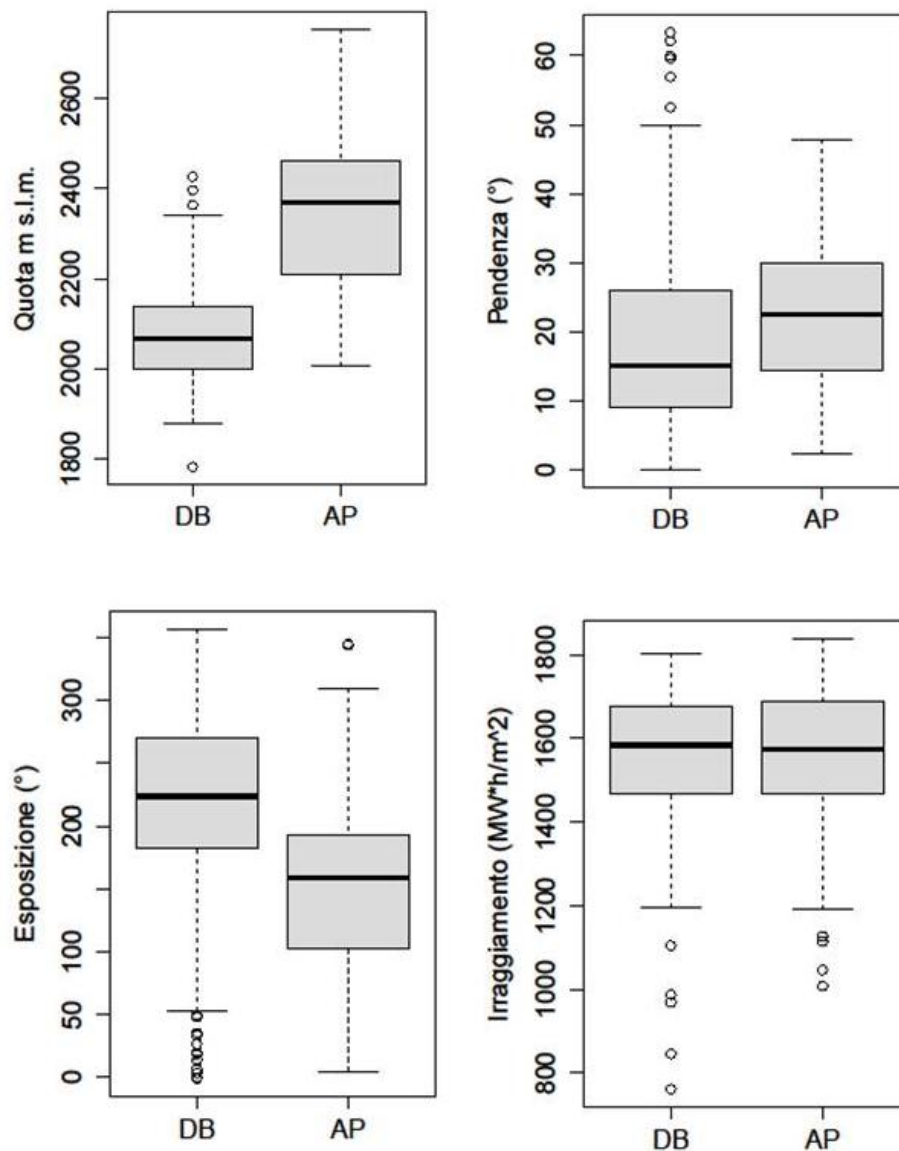 Quota m s.l.m.
2600
2400
2200
2000
1800
DB AP
Pendenza (°)
60
50
40
30
20
10
0
DB AP
Esposizione (°)
300
200
100
50
0
DB AP
Irraggiamento (MW*h/m^2)
1800
1600
1400
1200
1000
800
DB AP